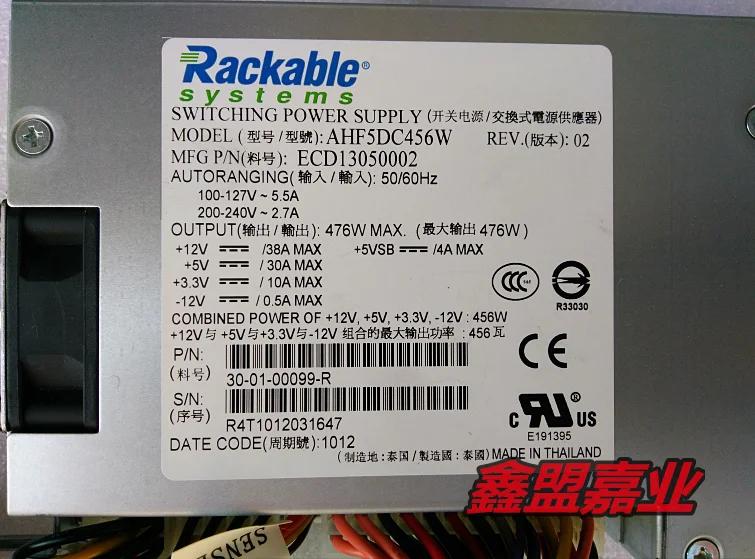 Rackable®
systems
SWITCHING POWER SUPPLY (开关电源/交換式電源供應器)
MODEL (型号/型號): AHF5DC456W REV.(版本): 02
MFG P/N(料号): ECD13050002
AUTORANGING(输入/輸入): 50/60Hz
100-127V ~ 5.5A
200-240V ~ 2.7A
OUTPUT(输出/輸出): 476W MAX. (最大输出 476W)
+12V /38A MAX +5VSB /4A MAX
+5V /30A MAX
+3.3V /10A MAX
-12V /0.5A MAX
R33030
COMBINED POWER OF +12V, +5V, +3.3V, -12V : 456W
+12V与 +5V与+3.3V与-12V 组合的最大输出功率 : 456瓦
P/N:
(料号) 30-01-00099-R
S/N:
(序号) R4T1012031647
CE
c RU ® US
E191395
DATE CODE(周期號):1012
(制造地:泰国/製造國:泰國) MADE IN THAILAND
鑫盟嘉业
SENSE